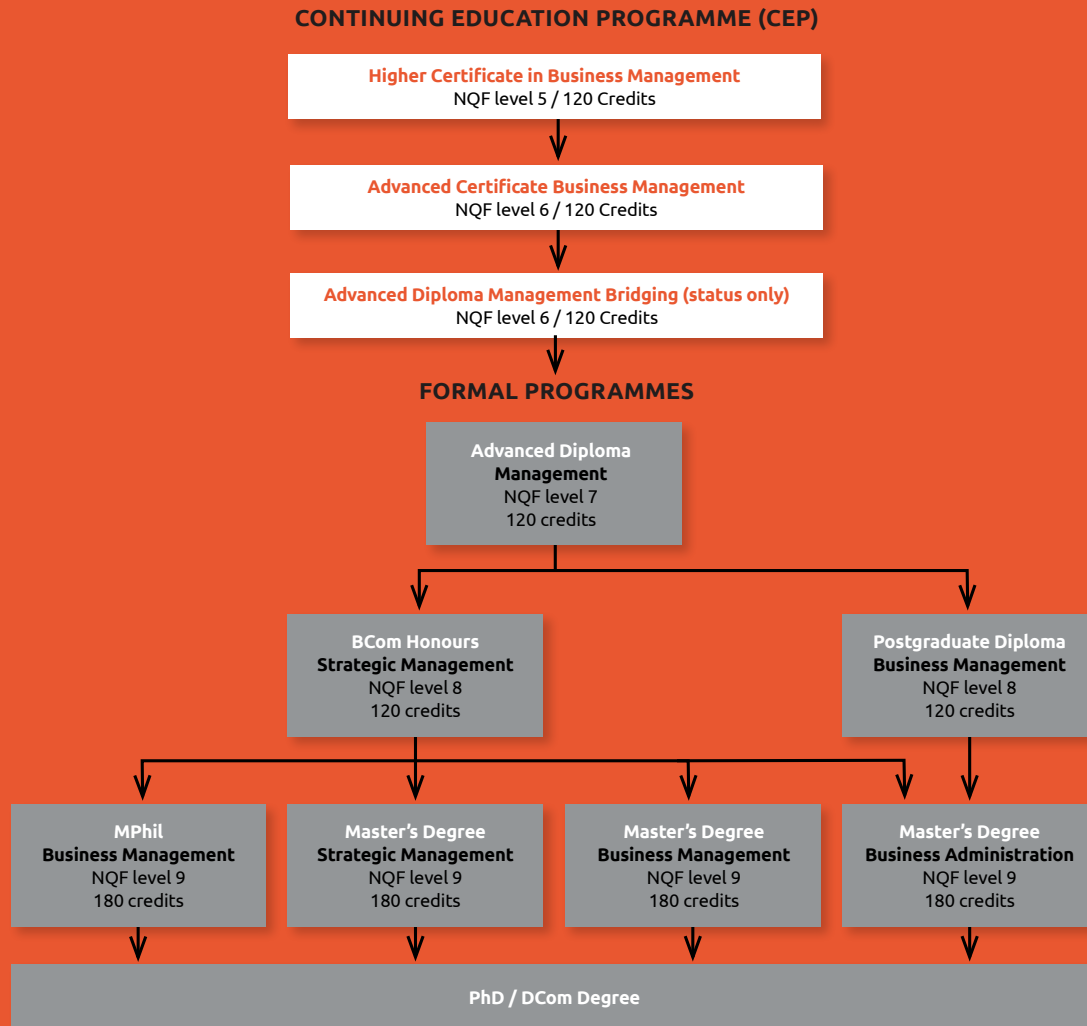 CONTINUING EDUCATION PROGRAMME (CEP)
Higher Certificate in Business Management
NQF level 5 / 120 Credits
Advanced Certificate Business Management
NQF level 6 / 120 Credits
Advanced Diploma Management Bridging (status only)
NQF level 6 / 120 Credits
FORMAL PROGRAMMES
Advanced Diploma
Management
NQF level 7
120 credits
BCom Honours
Strategic Management
NQF level 8
120 credits
Postgraduate Diploma
Business Management
NQF level 8
120 credits
MPhil
Business Management
NQF level 9
180 credits
Master’s Degree
Strategic Management
NQF level 9
180 credits
Master’s Degree
Business Management
NQF level 9
180 credits
Master’s Degree
Business Administration
NQF level 9
180 credits
PhD / DCom Degree